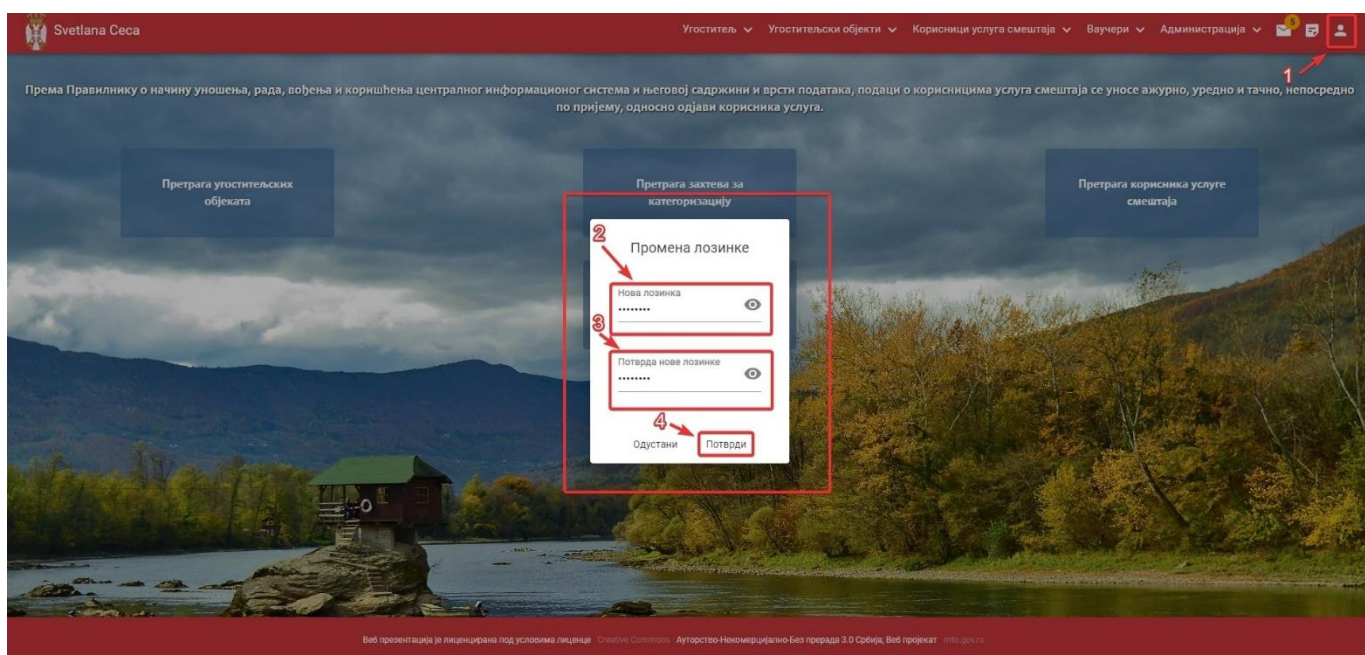 Svetlana Ceca
Угоститељ Угоститељски објекти Корисници услуга смештаја Ваучери Администрација 5
1
Према Правилнику о начину уношења, рада, вођења и коришћења централног информационог система и његовој садржини и врсти података, подаци о корисницима услуга смештаја се уносе ажурно, уредно и тачно, непосредно
по пријему, односно одјави корисника услуга.
Претрага угоститељских
објеката
Претрага захтева за
категоризацију
Претрага корисника услуге
смештаја
2
Промена лозинке
Нова лозинка
........
3
Потврда нове лозинке
........
4
Одустани Потврди
Веб презентација је лиценцирана под условима лиценце Creative Commons Ауторство-Некомерцијално-Без прерада 3.0 Србија; Веб пројекат mto.gov.rs